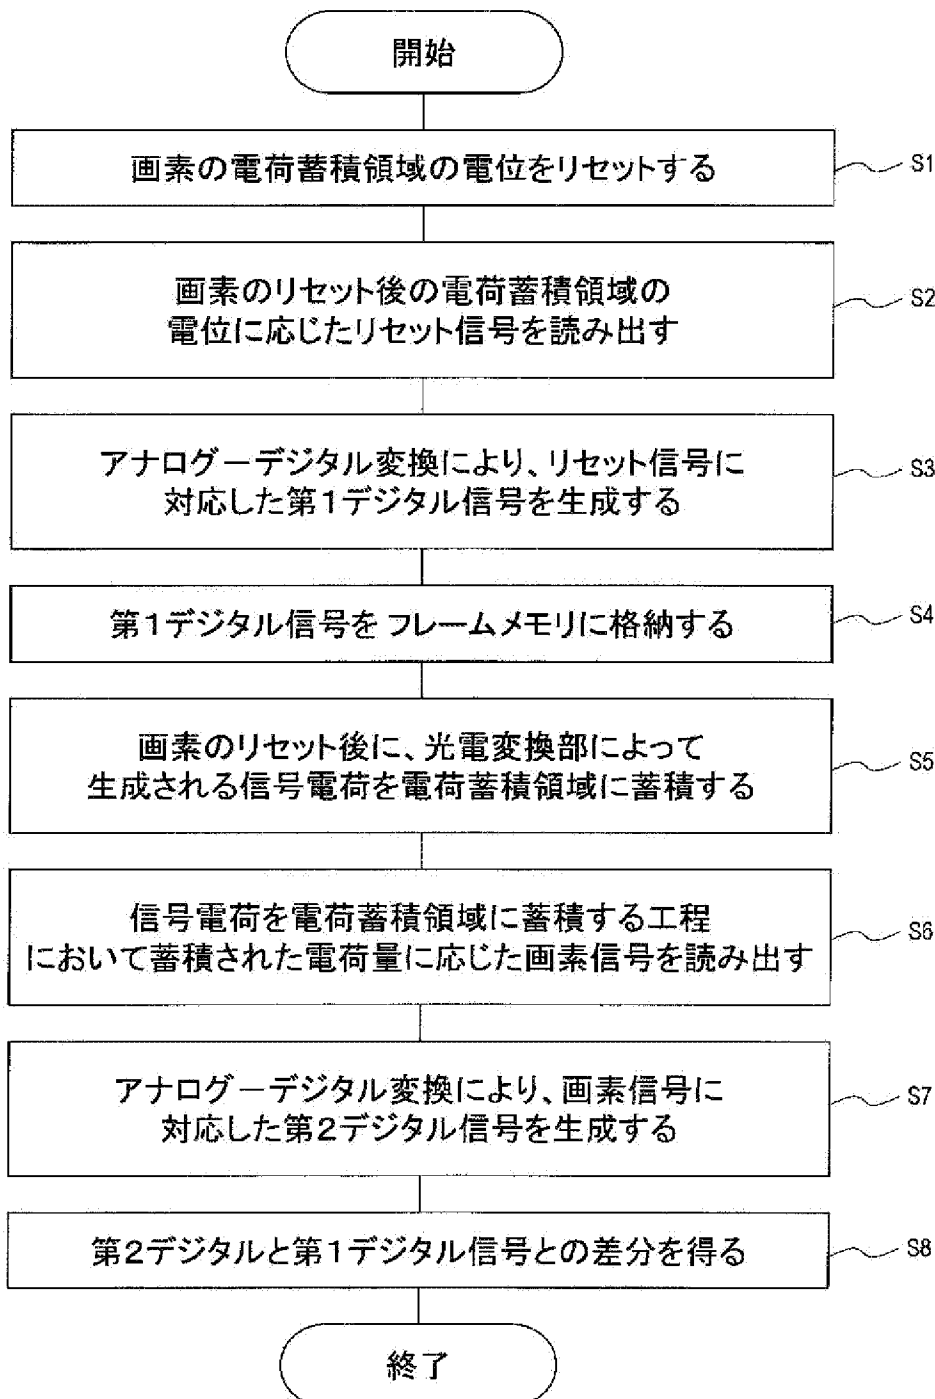 開始
画素の電荷蓄積領域の電位をリセットする
S1
画素のリセット後の電荷蓄積領域の
電位に応じたリセット信号を読み出す
S2
アナログーデジタル変換により、リセット信号に
対応した第1デジタル信号を生成する
S3
第1デジタル信号をフレームメモリに格納する
S4
画素のリセット後に、光電変換部によって
生成される信号電荷を電荷蓄積領域に蓄積する
S5
信号電荷を電荷蓄積領域に蓄積する工程
において蓄積された電荷量に応じた画素信号を読み出す
S6
アナログーデジタル変換により、画素信号に
対応した第2デジタル信号を生成する
S7
第2デジタルと第1デジタル信号との差分を得る
S8
終了